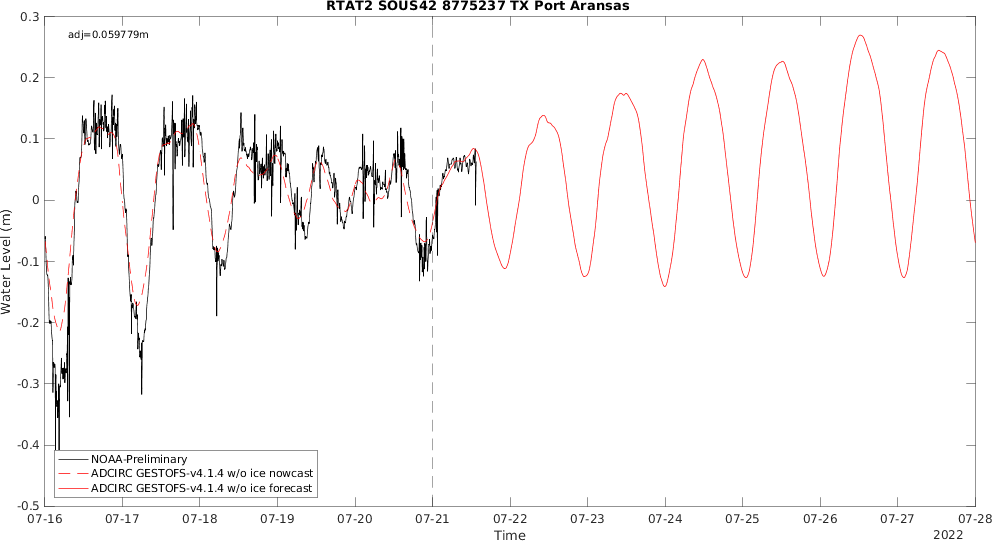 RTAT2 SOUS42 8775237 TX Port Aransas
adj=0.059779m
0.3
0.2
0.1
0
-0.1
-0.2
-0.3
-0.4
-0.5
Water Level (m)
NOAA-Preliminary
ADCIRC GESTOFS-v4.1.4 w/o ice nowcast
ADCIRC GESTOFS-v4.1.4 w/o ice forecast
07-16 07-17 07-18 07-19 07-20 07-21 07-22 07-23 07-24 07-25 07-26 07-27 07-28
Time
2022